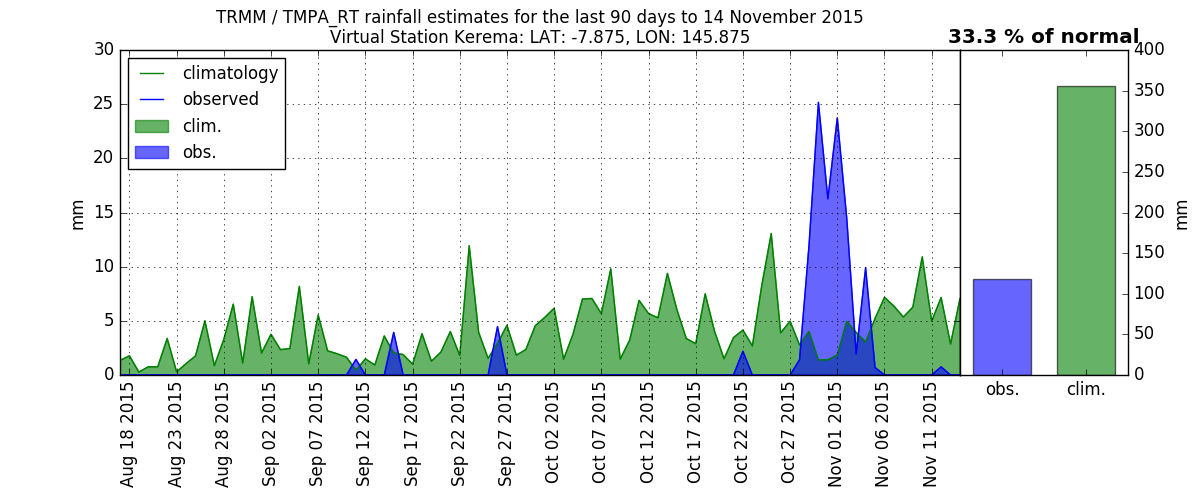 TRMM / TMPA_RT rainfall estimates for the last 90 days to 14 November 2015
Virtual Station Kerema: LAT: -7.875, LON: 145.875
33.3 % of normal
30
25
20
15
10
5
0
mm
climatology
observed
clim.
obs.
400
350
300
250
200
150
100
50
0
mm
obs.
clim.
Aug 18 2015
Aug 23 2015
Aug 28 2015
Sep 02 2015
Sep 07 2015
Sep 12 2015
Sep 17 2015
Sep 22 2015
Sep 27 2015
Oct 02 2015
Oct 07 2015
Oct 12 2015
Oct 17 2015
Oct 22 2015
Oct 27 2015
Nov 01 2015
Nov 06 2015
Nov 11 2015